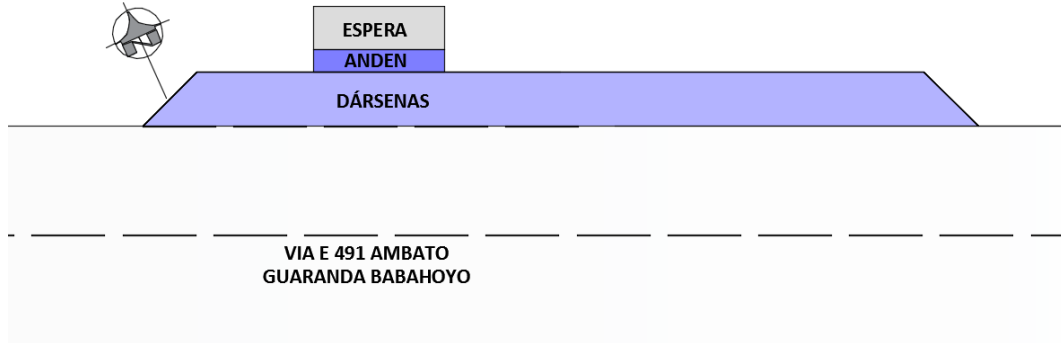 ESPERA
ANDEN
DÁRSENAS
VIA E 491 AMBATO
GUARANDA BABAHOYO